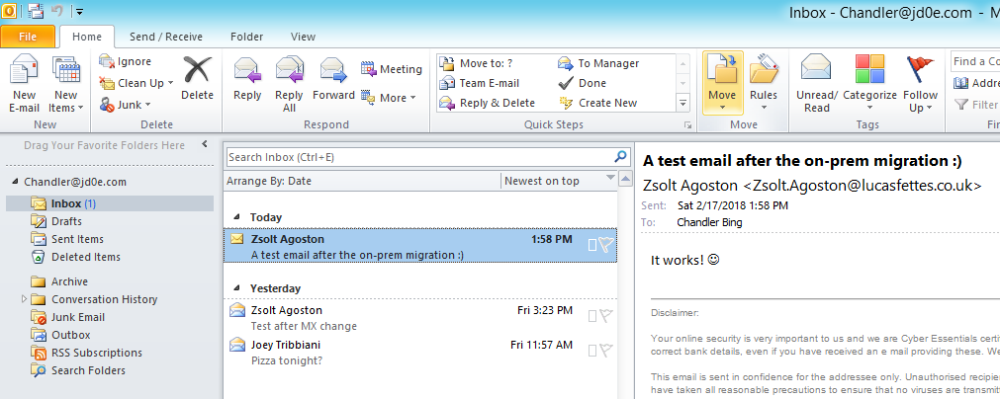 Inbox - Chandler@jd0e.com - M
File Home Send / Receive Folder View
New E-mail
New Items
New
Ignore
Clean Up
Junk
Delete
Delete
Reply
Reply All
Forward
Meeting
More
Respond
Move to: ?
Team E-mail
Reply & Delete
To Manager
Done
Create New
Quick Steps
Move
Rules
Move
Unread/ Read
Categorize
Follow Up
Tags
Find a Co
Addre
Filter
Fin
Drag Your Favorite Folders Here
Chandler@jd0e.com
Inbox (1)
Drafts
Sent Items
Deleted Items
Archive
Conversation History
Junk Email
Outbox
RSS Subscriptions
Search Folders
Search Inbox (Ctrl+E)
Arrange By: Date Newest on top
Today
Zsolt Agoston 1:58 PM
A test email after the on-prem migration :)
Yesterday
Zsolt Agoston Fri 3:23 PM
Test after MX change
Joey Tribbiani Fri 11:57 AM
Pizza tonight?
A test email after the on-prem migration :)
Zsolt Agoston <Zsolt.Agoston@lucasfettes.co.uk>
Sent: Sat 2/17/2018 1:58 PM
To: Chandler Bing
It works! ☺
Disclaimer:
Your online security is very important to us and we are Cyber Essentials certi
correct bank details, even if you have received an e mail providing these. We
This email is sent in confidence for the addressee only. Unauthorised recipie
have taken all reasonable precautions to ensure that no viruses are transmit